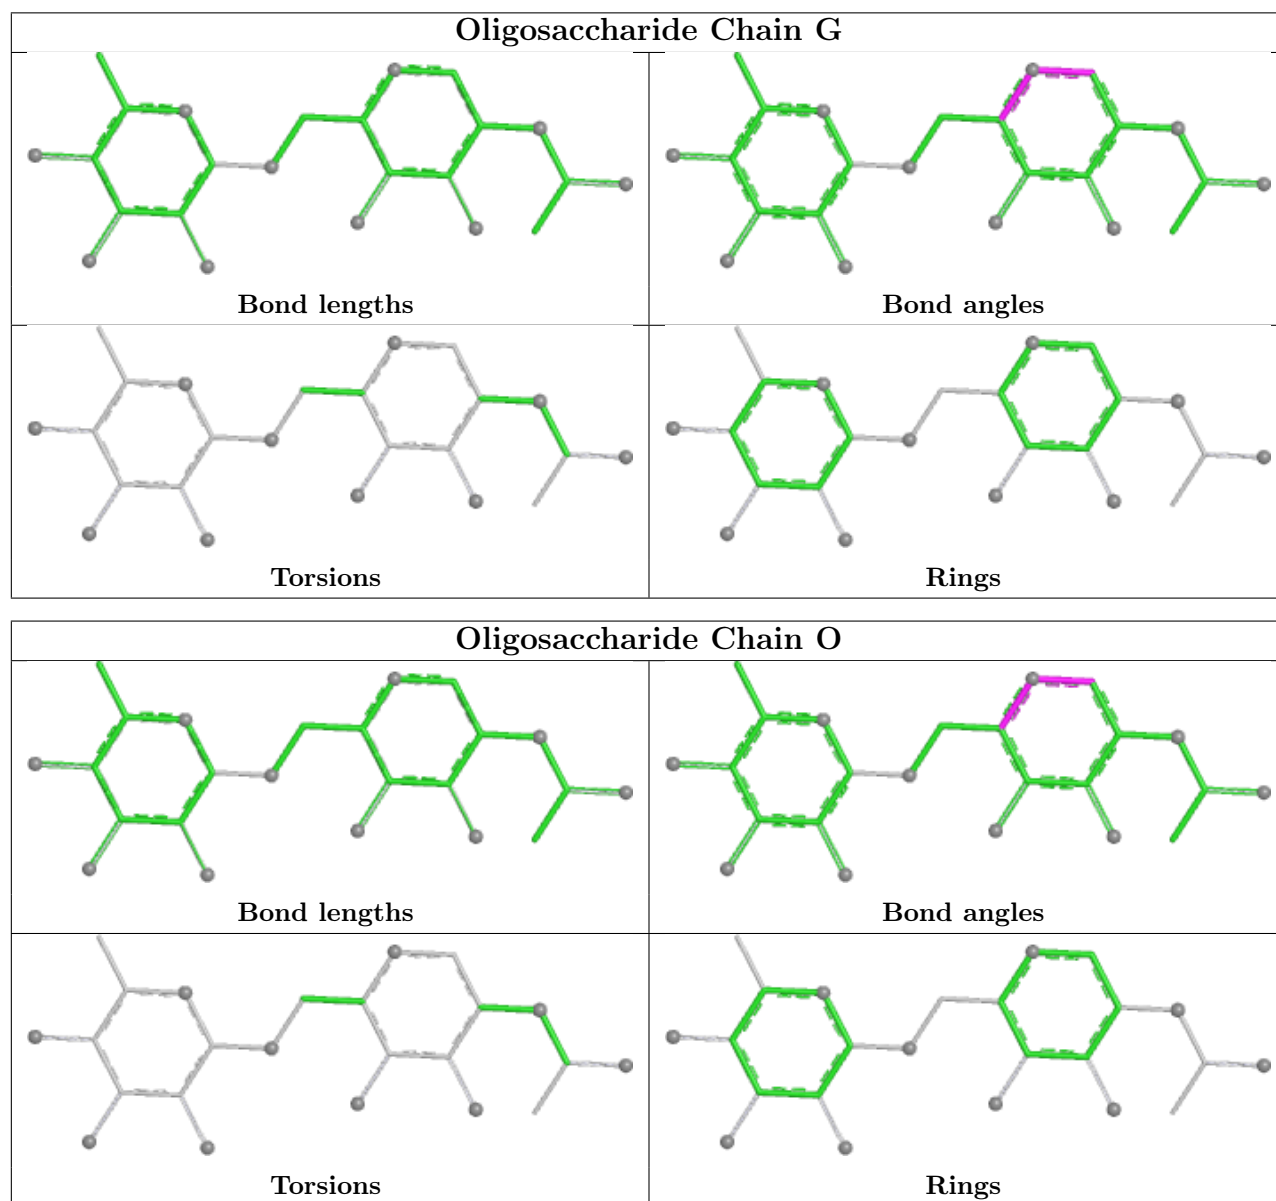 Oligosaccharide Chain G
Bond lengths
Bond angles
Torsions
Rings
Oligosaccharide Chain O
Bond lengths
Bond angles
Torsions
Rings